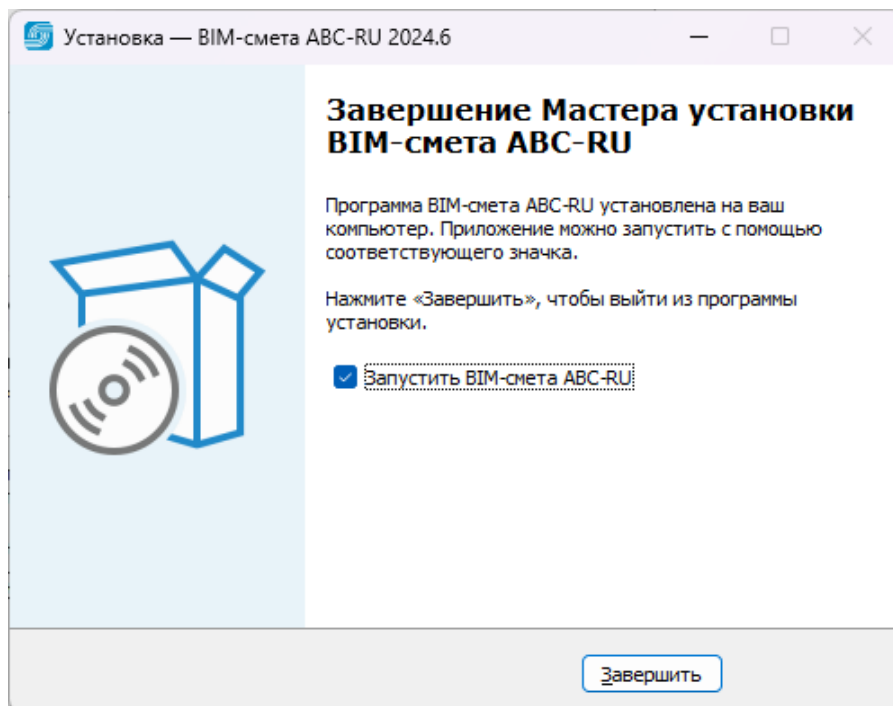 Установка — BIM-смета ABC-RU 2024.6
Завершение Мастера установки
BIM-смета ABC-RU
Программа BIM-смета ABC-RU установлена на ваш
компьютер. Приложение можно запустить с помощью
соответствующего значка.
Нажмите «Завершить», чтобы выйти из программы
установки.
Запустить BIM-смета ABC-RU
Завершить